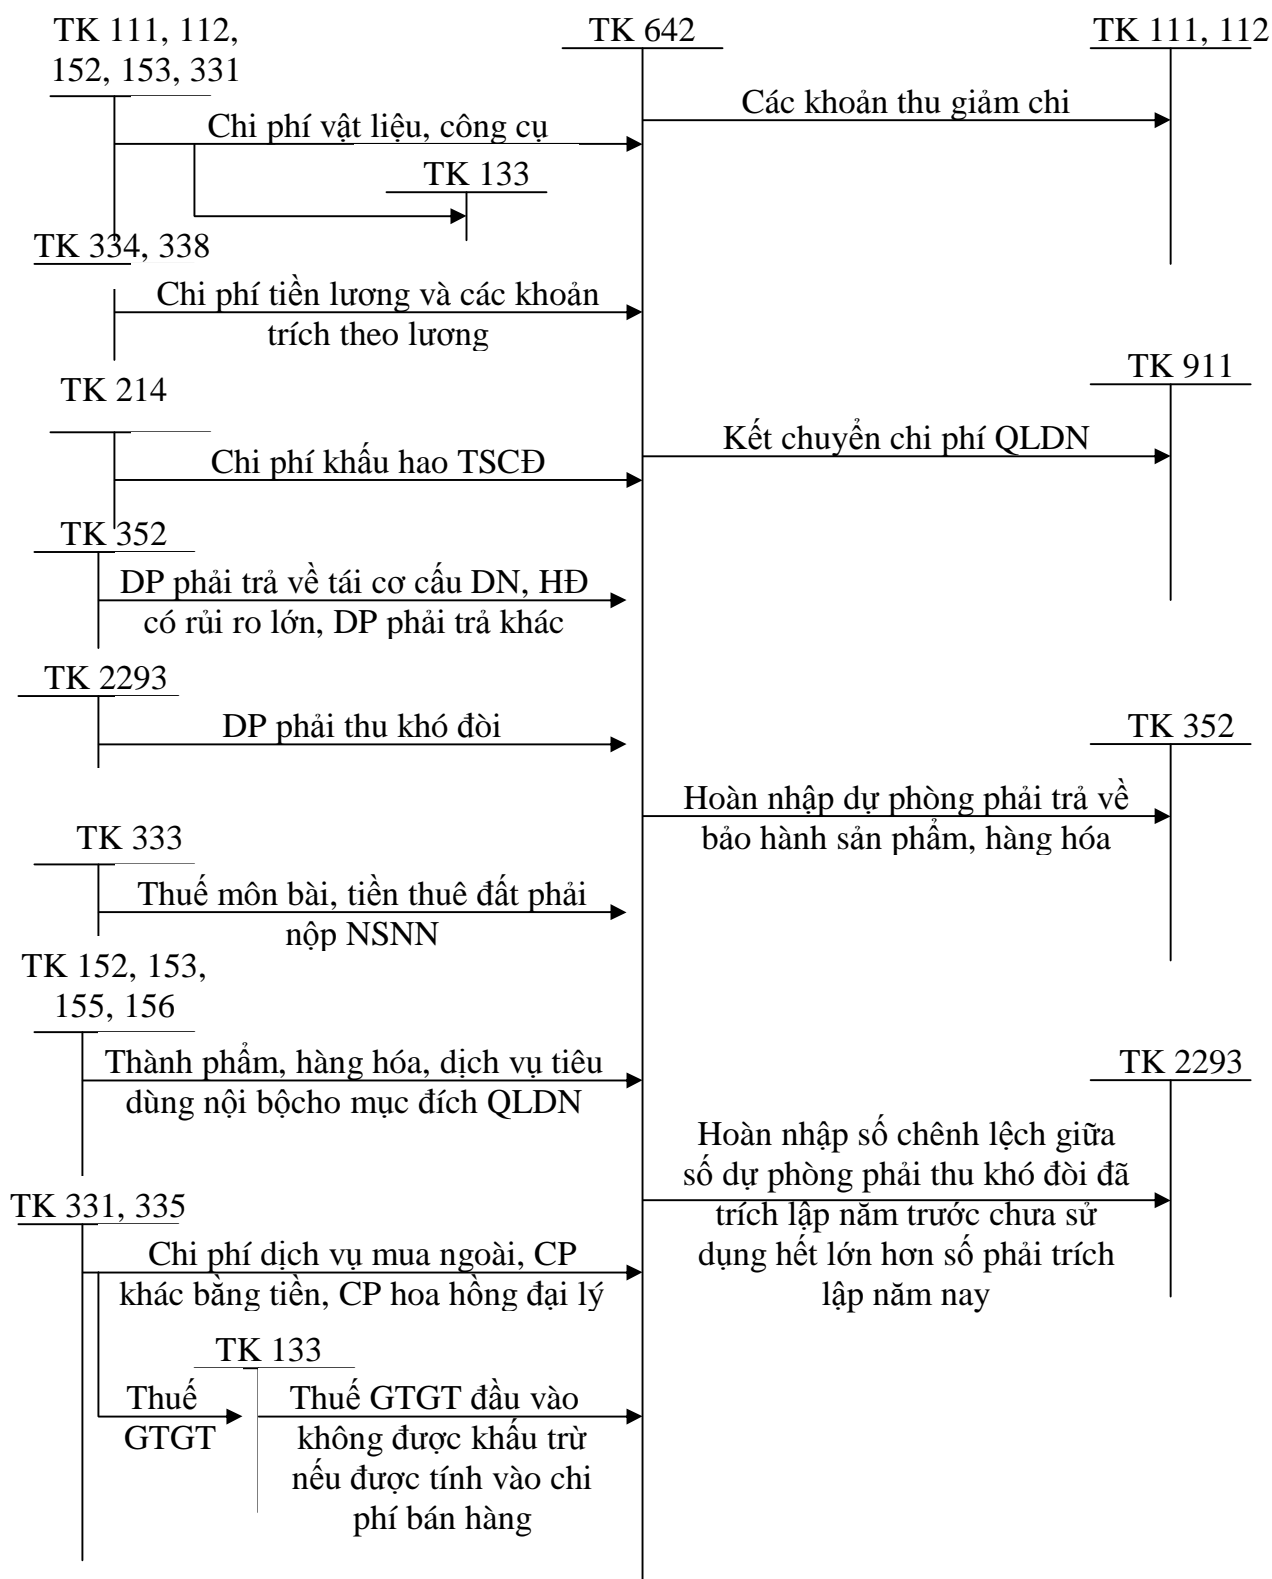 TK 111, 112,
152, 153, 331
TK 642
TK 111, 112
Chi phí vật liệu, công cụ
Các khoản thu giảm chi
TK 133
TK 334, 338
Chi phí tiền lương và các khoản
trích theo lương
TK 911
TK 214
Kết chuyển chi phí QLDN
Chi phí khấu hao TSCĐ
TK 352
DP phải trả về tái cơ cấu DN, HĐ
có rủi ro lớn, DP phải trả khác
TK 2293
DP phải thu khó đòi
TK 352
Hoàn nhập dự phòng phải trả về
bảo hành sản phẩm, hàng hóa
TK 333
Thuế môn bài, tiền thuê đất phải
nộp NSNN
TK 152, 153,
155, 156
Thành phẩm, hàng hóa, dịch vụ tiêu
dùng nội bộcho mục đích QLDN
TK 2293
Hoàn nhập số chênh lệch giữa
số dự phòng phải thu khó đòi đã
trích lập năm trước chưa sử
dụng hết lớn hơn số phải trích
lập năm nay
TK 331, 335
Chi phí dịch vụ mua ngoài, CP
khác bằng tiền, CP hoa hồng đại lý
TK 133
Thuế
GTGT
Thuế GTGT đầu vào
không được khấu trừ
nếu được tính vào chi
phí bán hàng